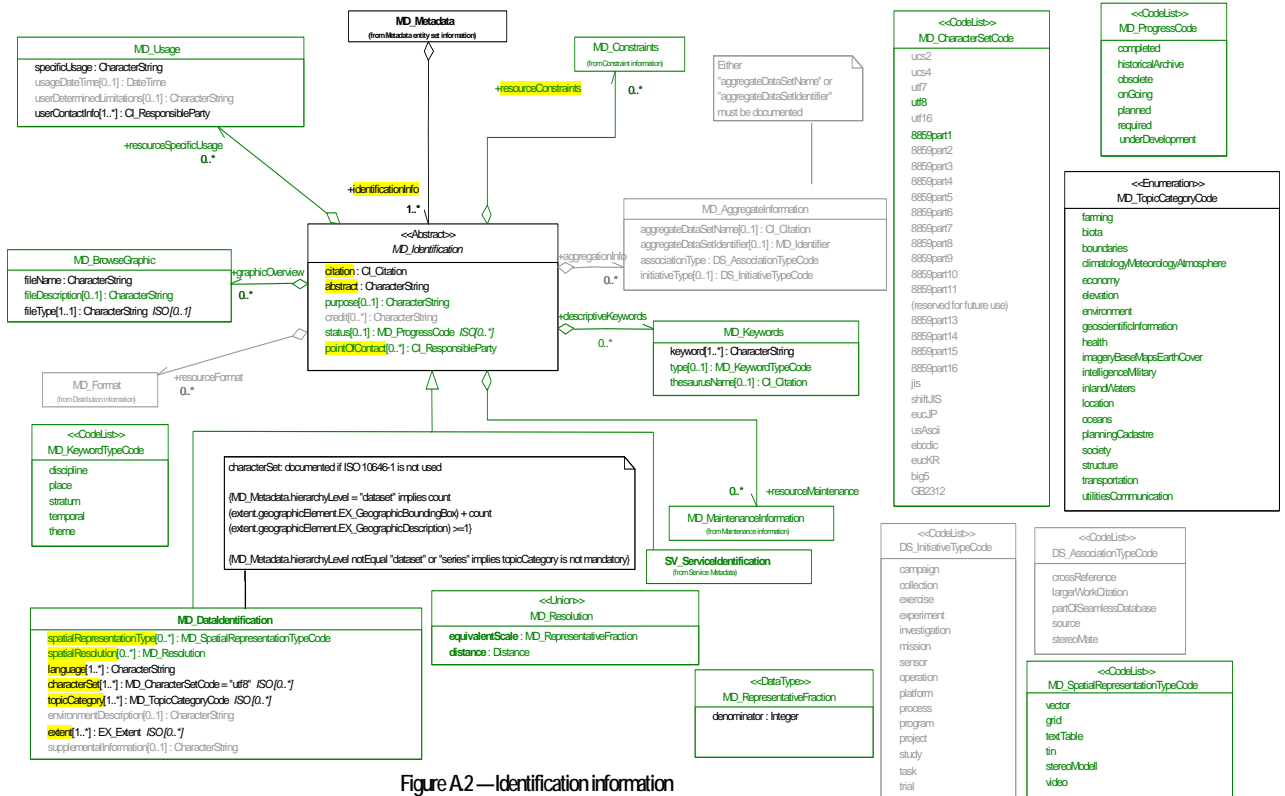 MD_Metadata
(from Metadata entity set information)
MD_Usage
specificUsage : CharacterString
usageDateTime[0..1] : DateTime
userDeterminedLimitations[0..1] : CharacterString
userContactInfo[1..*] : CI_ResponsibleParty
+resourceSpecificUsage
0..*
MD_Constraints
(from Constraint information)
+resourceConstraints
0..*
Either
"aggregateDataSetName" or
"aggregateDataSetIdentifier"
must be documented
+identificationInfo
1..*
<<Abstract>>
MD_Identification
citation : CI_Citation
abstract : CharacterString
purpose[0..1] : CharacterString
credit[0..*] : CharacterString
status[0..1] : MD_ProgressCode ISO[0..*]
pointOfContact[0..*] : CI_ResponsibleParty
MD_AggregateInformation
aggregateDataSetName[0..1] : CI_Citation
aggregateDataSetIdentifier[0..1] : MD_Identifier
associationType : DS_AssociationTypeCode
initiativeType[0..1] : DS_InitiativeTypeCode
+aggregationInfo
0..*
MD_BrowseGraphic
fileName : CharacterString
fileDescription[0..1] : CharacterString
fileType[1..1] : CharacterString ISO[0..1]
+graphicOverview
0..*
+descriptiveKeywords
0..*
MD_Keywords
keyword[1..*] : CharacterString
type[0..1] : MD_KeywordTypeCode
thesaurusName[0..1] : CI_Citation
MD_Format
(from Distribution information)
+resourceFormat
0..*
<<CodeList>>
MD_KeywordTypeCode
discipline
place
stratum
temporal
theme
characterSet: documented if ISO 10646-1 is not used
{MD_Metadata.hierarchyLevel = "dataset" implies count
(extent.geographicElement.EX_GeographicBoundingBox) + count
(extent.geographicElement.EX_GeographicDescription) >=1}
{MD_Metadata.hierarchyLevel notEqual "dataset" or "series" implies topicCategory is not mandatory}
0..*
+resourceMaintenance
MD_MaintenanceInformation
(from Maintenance information)
SV_ServiceIdentification
(from Service Metadata)
MD_DataIdentification
spatialRepresentationType[0..*] : MD_SpatialRepresentationTypeCode
spatialResolution[0..*] : MD_Resolution
language[1..*] : CharacterString
characterSet[1..*] : MD_CharacterSetCode = "utf8" ISO[0..*]
topicCategory[1..*] : MD_TopicCategoryCode ISO[0..*]
environmentDescription[0..1] : CharacterString
extent[1..*] : EX_Extent ISO[0..*]
supplementalInformation[0..1] : CharacterString
<<Union>>
MD_Resolution
equivalentScale : MD_RepresentativeFraction
distance : Distance
<<DataType>>
MD_RepresentativeFraction
denominator : Integer
<<CodeList>>
MD_CharacterSetCode
ucs2
ucs4
utf7
utf8
utf16
8859part1
8859part2
8859part3
8859part4
8859part5
8859part6
8859part7
8859part8
8859part9
8859part10
8859part11
(reserved for future use)
8859part13
8859part14
8859part15
8859part16
jis
shiftJIS
eucJP
usAscii
ebcdic
eucKR
big5
GB2312
<<CodeList>>
MD_ProgressCode
completed
historicalArchive
obsolete
onGoing
planned
required
underDevelopment
<<Enumeration>>
MD_TopicCategoryCode
farming
biota
boundaries
climatologyMeteorologyAtmosphere
economy
elevation
environment
geoscientificInformation
health
imageryBaseMapsEarthCover
intelligenceMilitary
inlandWaters
location
oceans
planningCadastre
society
structure
transportation
utilitiesCommunication
<<CodeList>>
DS_InitiativeTypeCode
campaign
collection
exercise
experiment
investigation
mission
sensor
operation
platform
process
program
project
study
task
trial
<<CodeList>>
DS_AssociationTypeCode
crossReference
largerWorkCitation
partOfSeamlessDatabase
source
stereoMate
<<CodeList>>
MD_SpatialRepresentationTypeCode
vector
grid
textTable
tin
stereoModell
video
Figure A.2 — Identification information